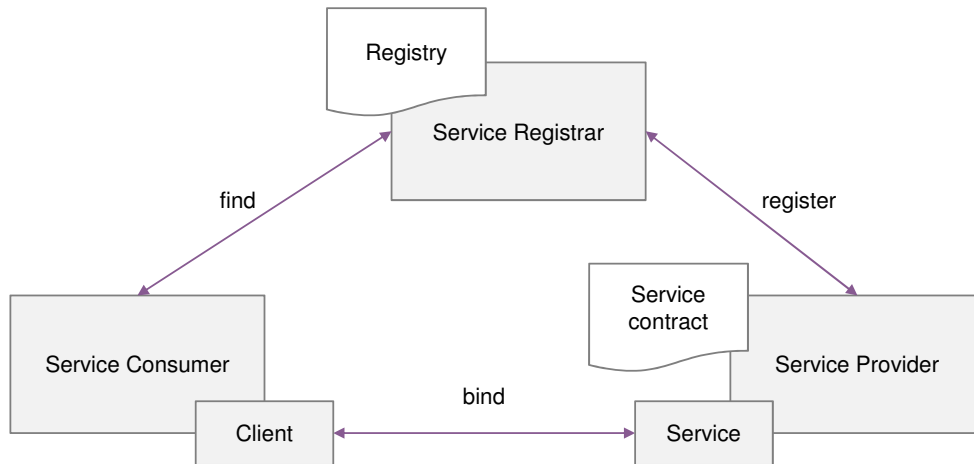 Registry
Service Registrar
find
register
Service
contract
Service Consumer
Service Provider
bind
Client
Service